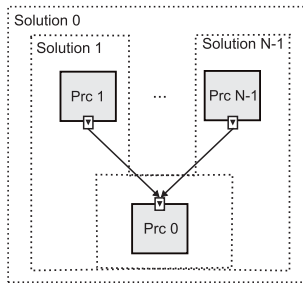 Solution 0
Solution 1
Solution N-1
Prc 1
...
Prc N-1
Prc 0